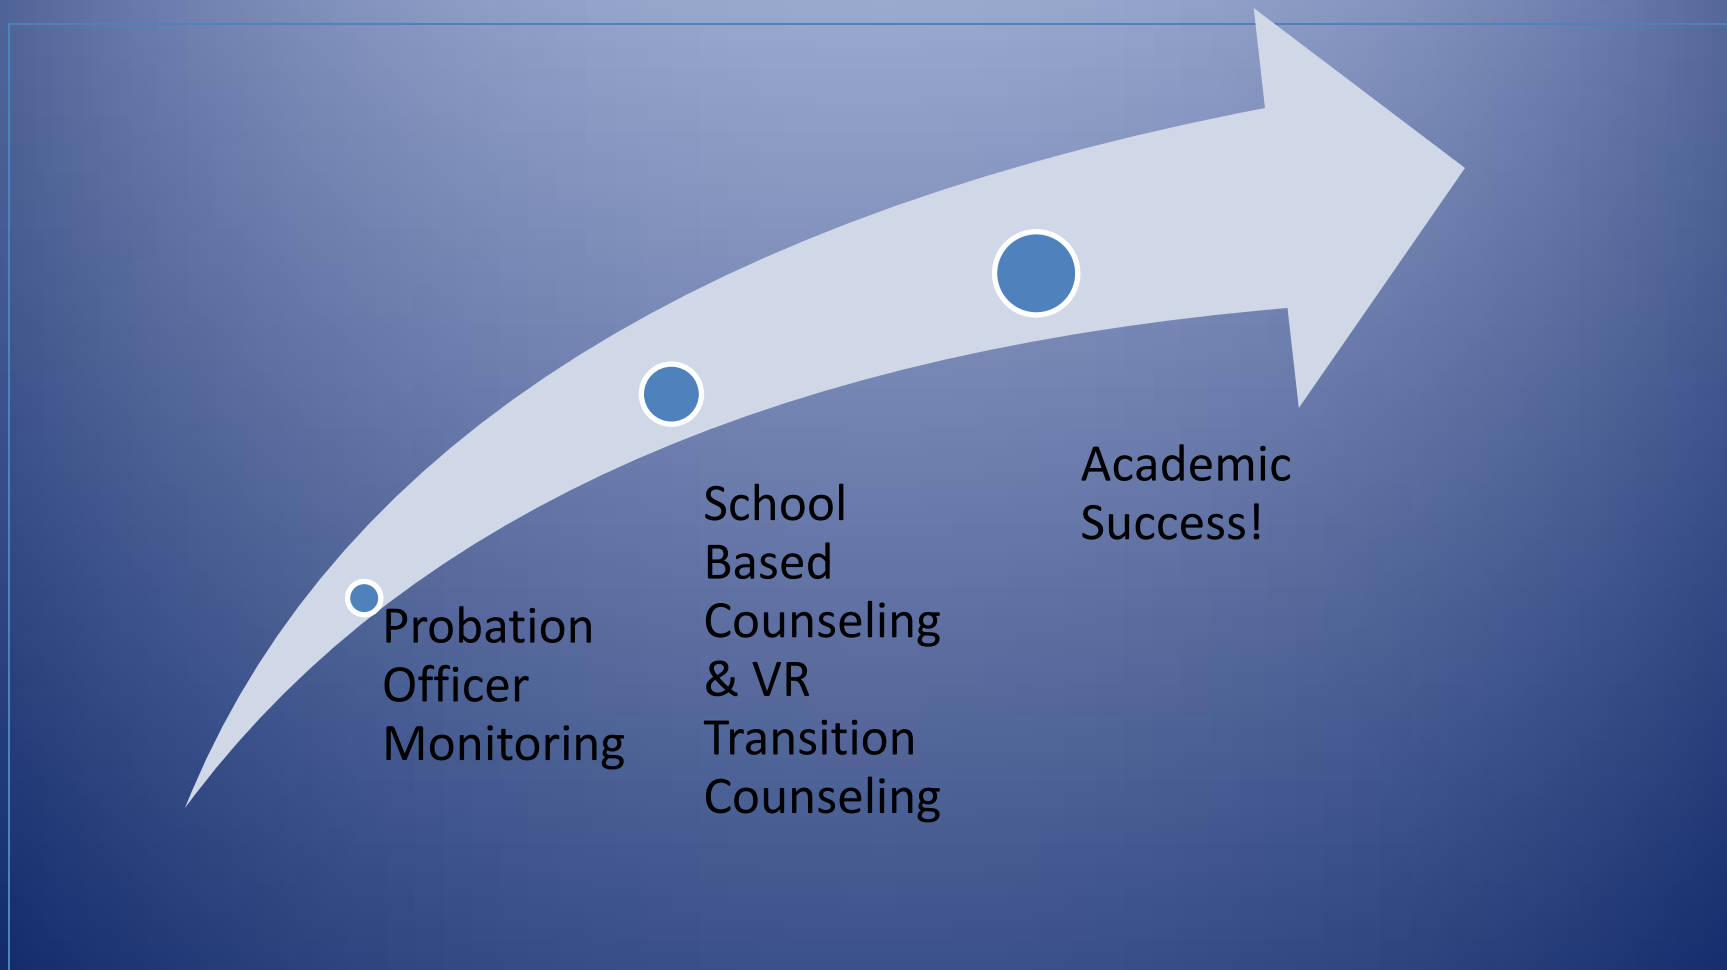 Probation
Officer
Monitoring
School
Based
Counseling
& VR
Transition
Counseling
Academic
Success!